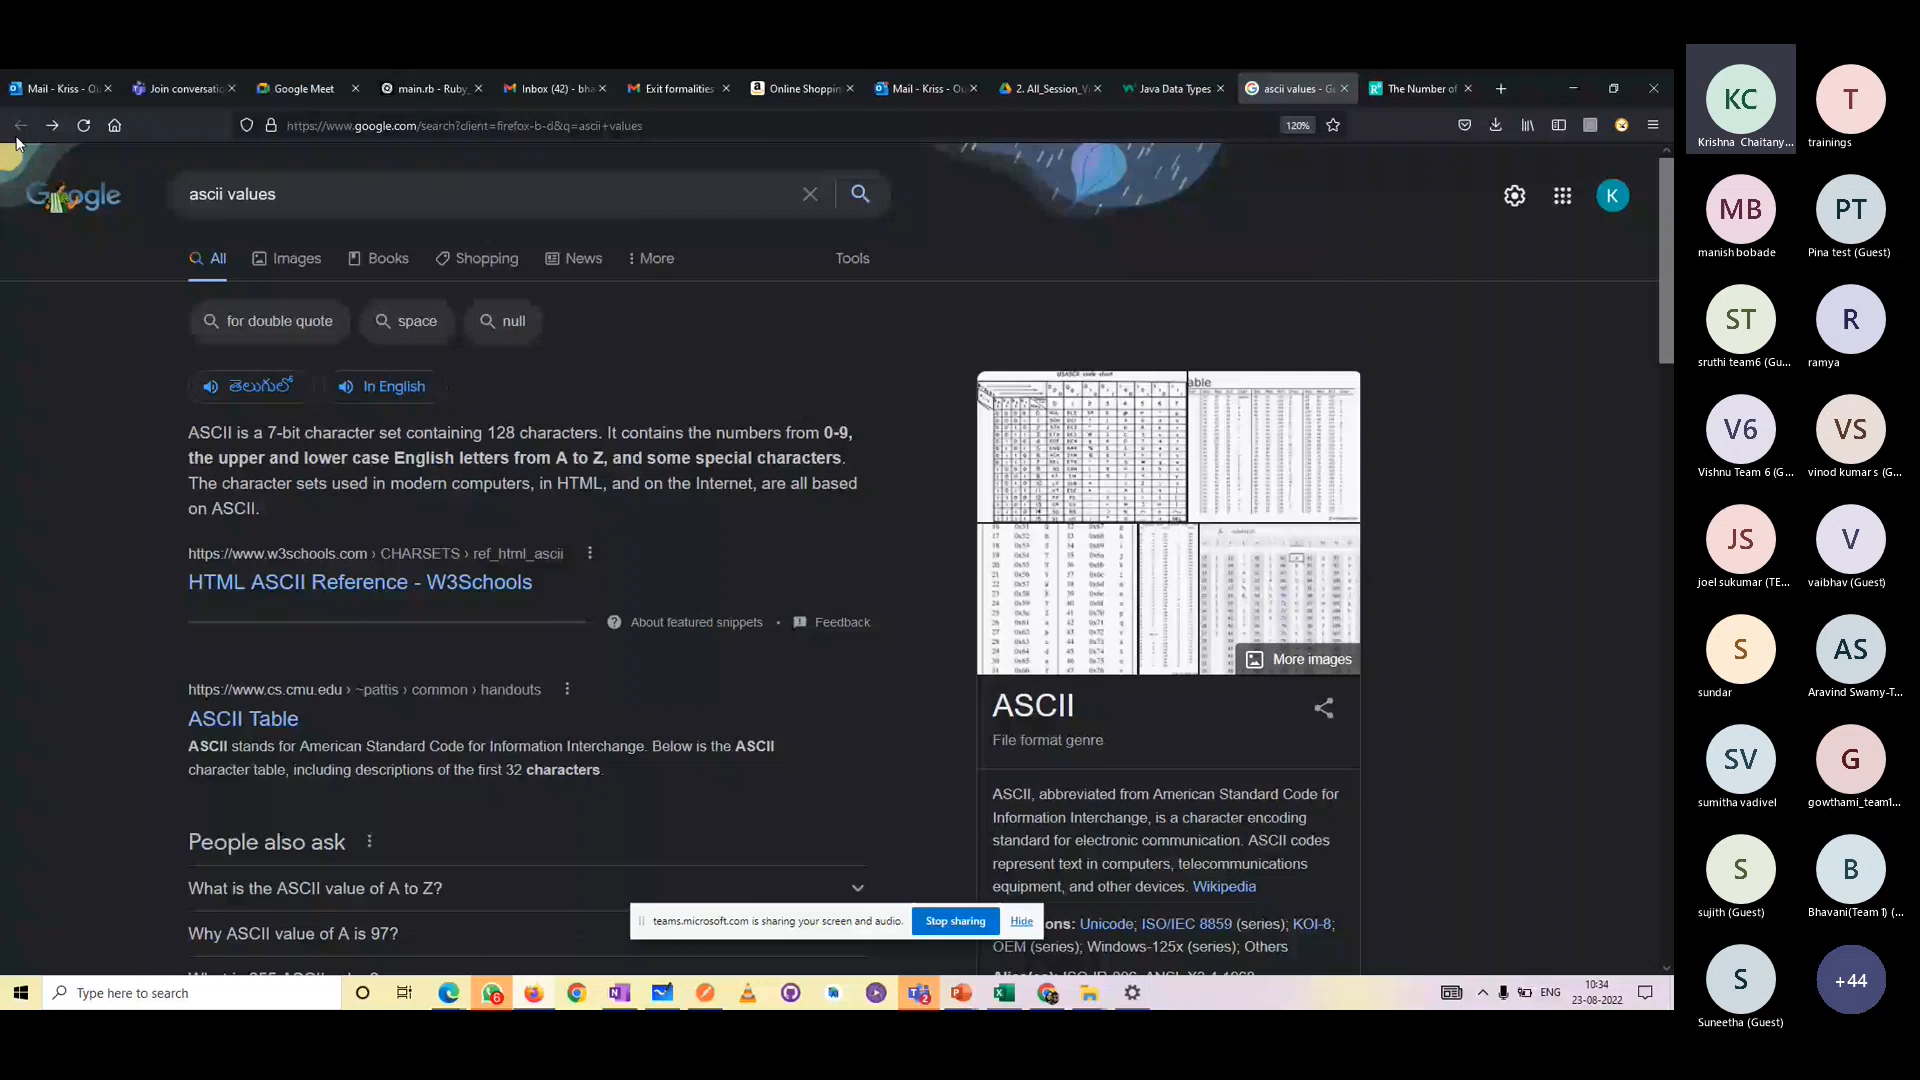 Mail - Kriss - Ou
Join conversatio
Google Meet
main.rb - Ruby_
Inbox (42) - bha
Exit formalities
Online Shoppin
Mail - Kriss - Ou
2. All_Session_V
Java Data Types
ascii values - G
The Number of
https://www.google.com/search?client=firefox-b-d&q=ascii+values
120%
Google
ascii values
K
All
Images
Books
Shopping
News
More
Tools
for double quote
space
null
తెలుగులో
In English
ASCII is a 7-bit character set containing 128 characters. It contains the numbers from 0-9,
the upper and lower case English letters from A to Z, and some special characters.
The character sets used in modern computers, in HTML, and on the Internet, are all based
on ASCII.
https://www.w3schools.com › CHARSETS › ref_html_ascii
HTML ASCII Reference - W3Schools
About featured snippets
•
Feedback
https://www.cs.cmu.edu › ~pattis › common › handouts
ASCII Table
ASCII stands for American Standard Code for Information Interchange. Below is the ASCII
character table, including descriptions of the first 32 characters.
People also ask
What is the ASCII value of A to Z?
Why ASCII value of A is 97?
More images
ASCII
File format genre
ASCII, abbreviated from American Standard Code for
Information Interchange, is a character encoding
standard for electronic communication. ASCII codes
represent text in computers, telecommunications
equipment, and other devices. Wikipedia
ons: Unicode; ISO/IEC 8859 (series); KOI-8;
OEM (series); Windows-125x (series); Others
teams.microsoft.com is sharing your screen and audio.
Stop sharing
Hide
Type here to search
6
2
ENG
10:34
23-08-2022
KC
Krishna Chaitany...
T
trainings
MB
manish bobade
PT
Pina test (Guest)
ST
sruthi team6 (Gu...
R
ramya
V6
Vishnu Team 6 (G...
VS
vinod kumar s (G...
JS
joel sukumar (TE...
V
vaibhav (Guest)
S
sundar
AS
Aravind Swamy-T...
SV
sumitha vadivel
G
gowthami_team1...
S
sujith (Guest)
B
Bhavani(Team 1) (...
S
Suneetha (Guest)
+44